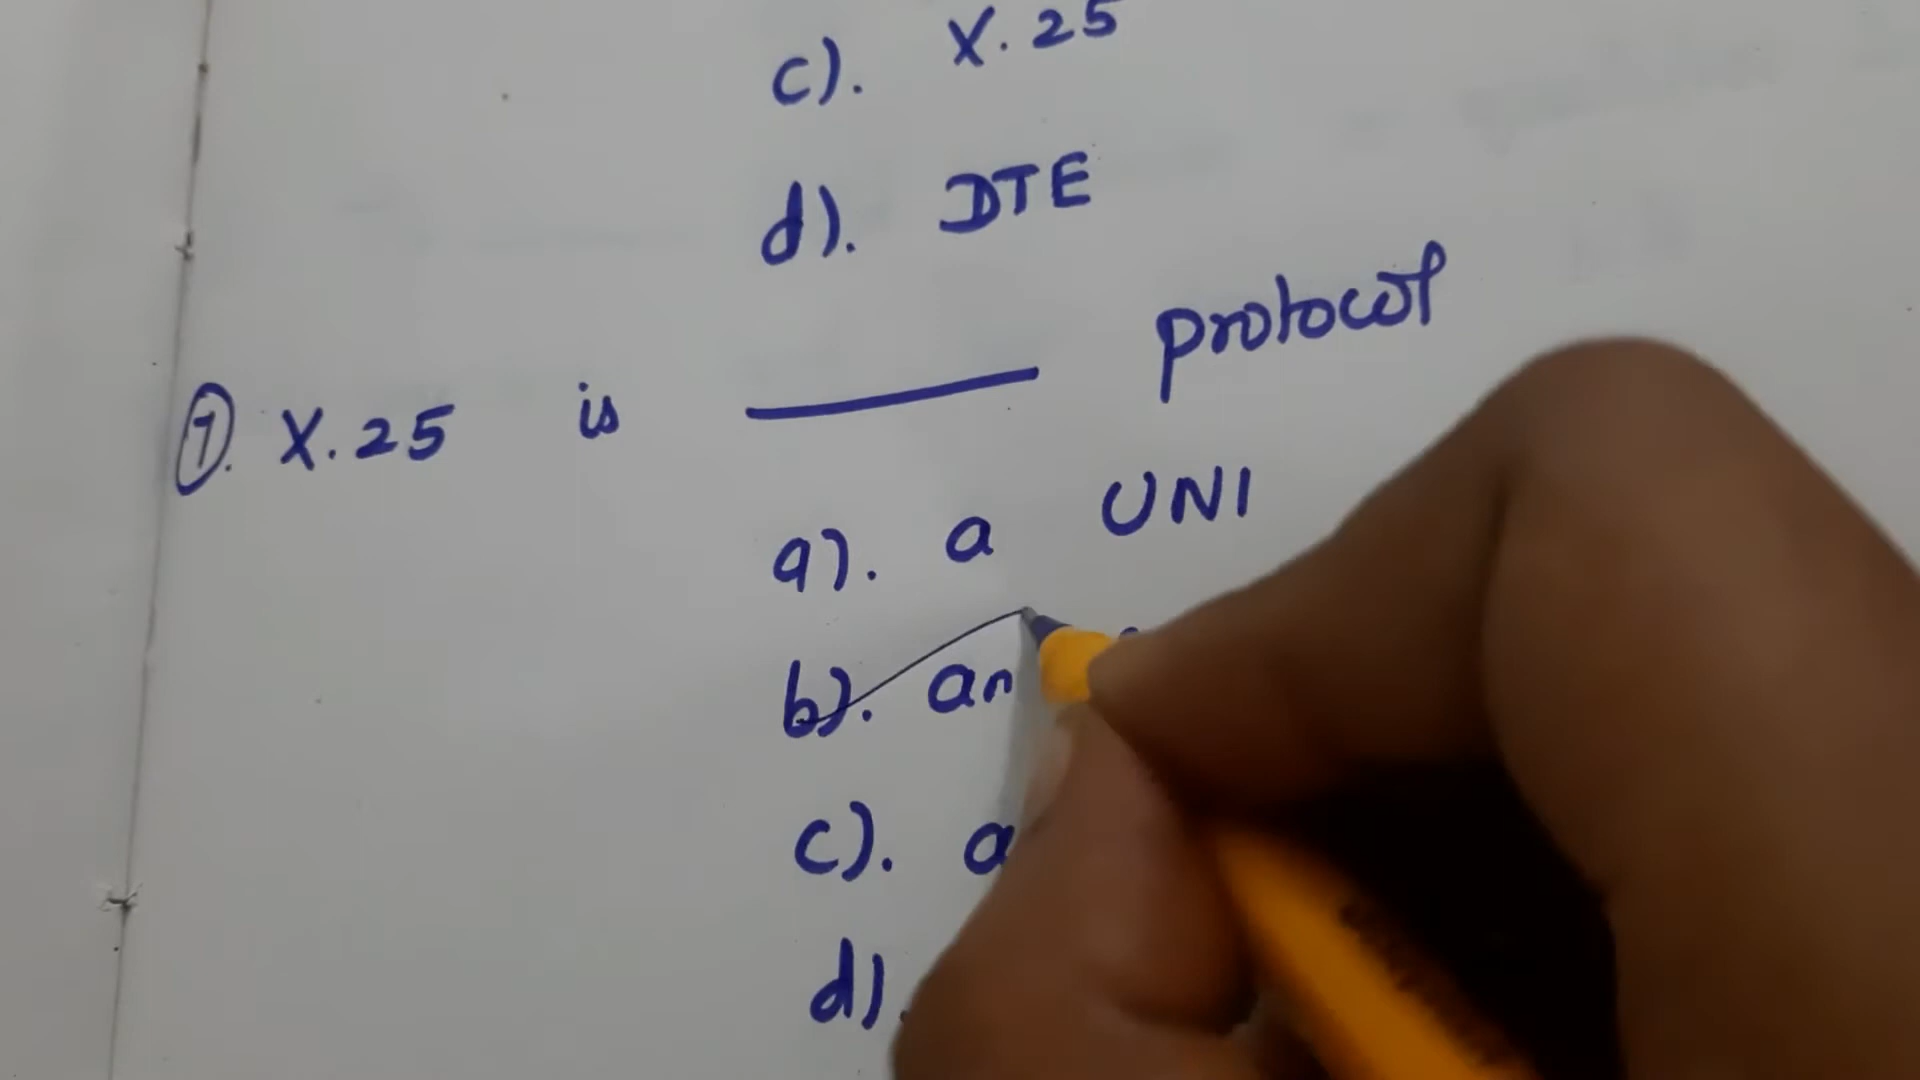 c). X.25
d). DTE
7. X.25 is ______ protocol
a). a UNI
b). an
c). a
d).